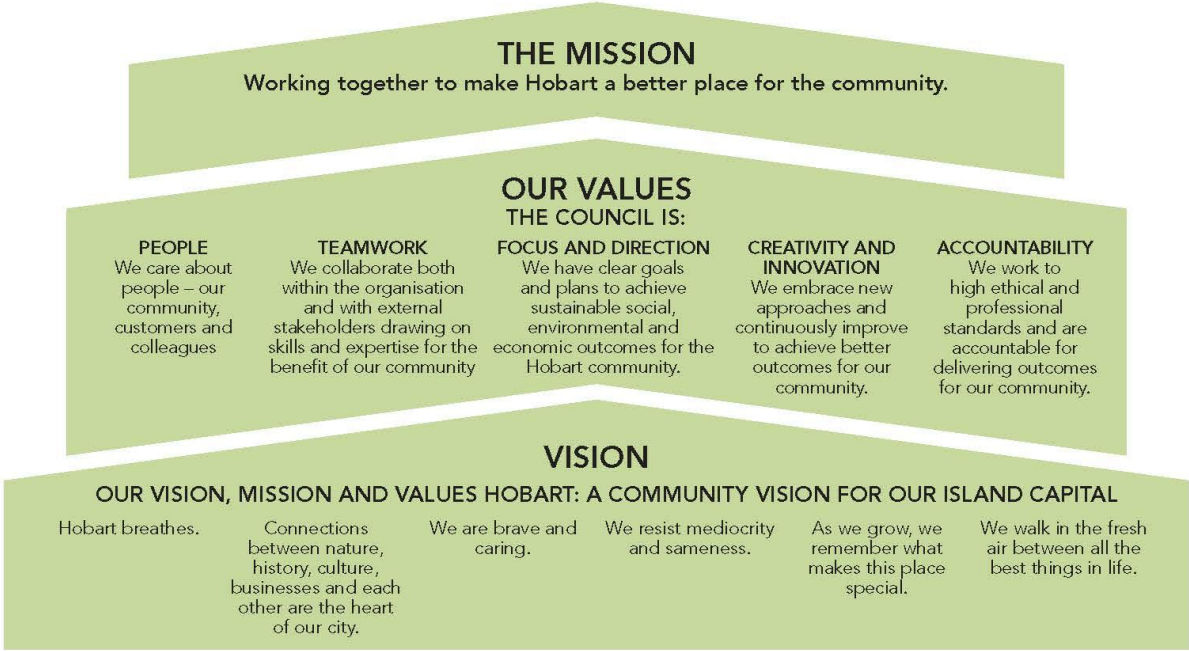 THE MISSION
Working together to make Hobart a better place for the community.
OUR VALUES
THE COUNCIL IS:
PEOPLE
We care about
people – our
community,
customers and
colleagues
TEAMWORK
We collaborate both
within the organisation
and with external
stakeholders drawing on
skills and expertise for the
benefit of our community
FOCUS AND DIRECTION
We have clear goals
and plans to achieve
sustainable social,
environmental and
economic outcomes for the
Hobart community.
CREATIVITY AND
INNOVATION
We embrace new
approaches and
continuously improve
to achieve better
outcomes for our
community.
ACCOUNTABILITY
We work to
high ethical and
professional
standards and are
accountable for
delivering outcomes
for our community.
VISION
OUR VISION, MISSION AND VALUES HOBART: A COMMUNITY VISION FOR OUR ISLAND CAPITAL
Hobart breathes.
Connections
between nature,
history, culture,
businesses and each
other are the heart
of our city.
We are brave and
caring.
We resist mediocrity
and sameness.
As we grow, we
remember what
makes this place
special.
We walk in the fresh
air between all the
best things in life.